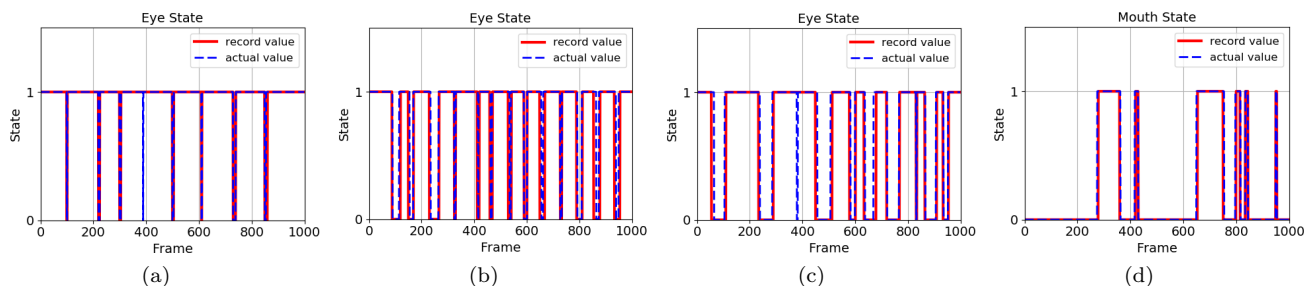 Eye State
record value
actual value
1
State
0
0 200 400 600 800 1000
Frame
(a)
Eye State
record value
actual value
1
State
0
0 200 400 600 800 1000
Frame
(b)
Eye State
record value
actual value
1
State
0
0 200 400 600 800 1000
Frame
(c)
Mouth State
record value
actual value
1
State
0
0 200 400 600 800 1000
Frame
(d)